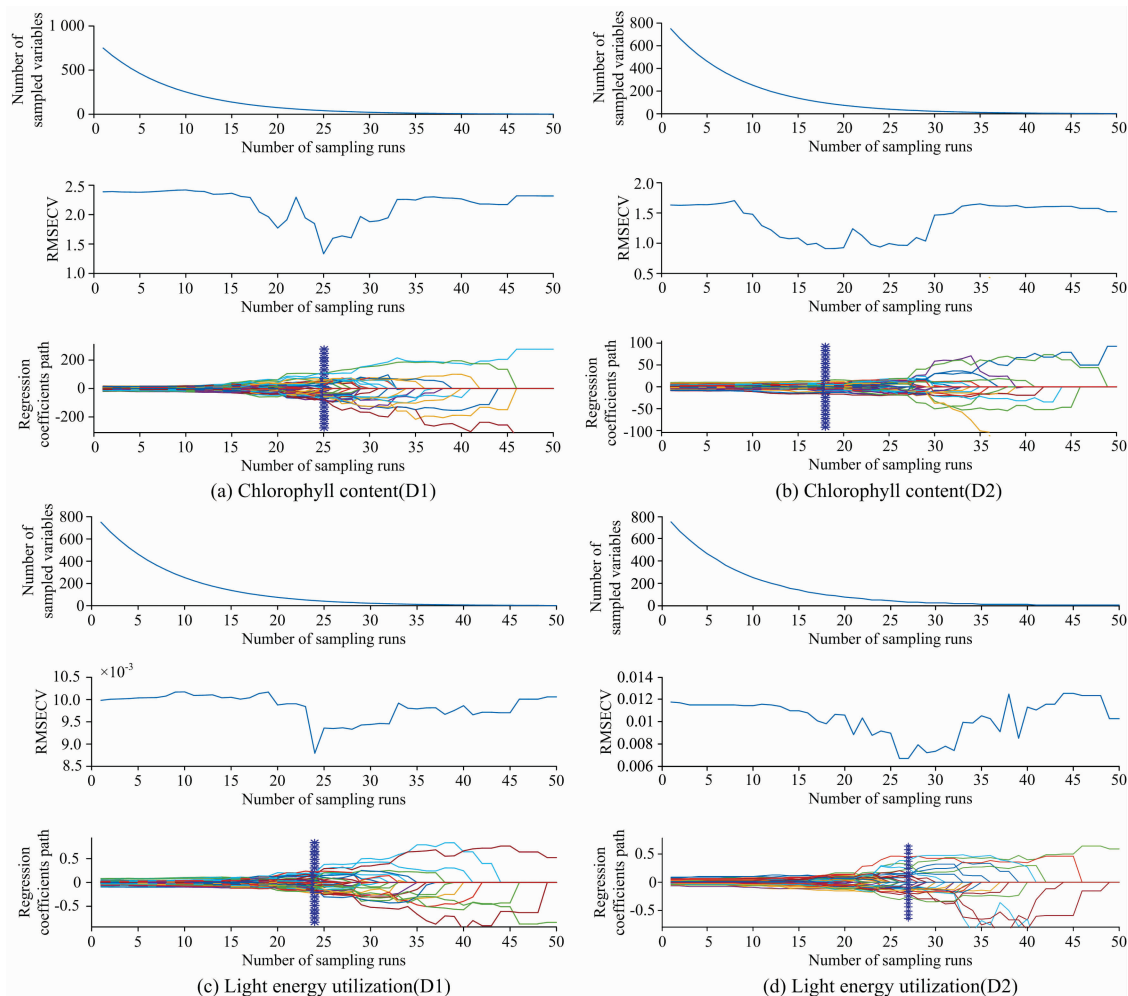 Number of sampled variables
1 000
500
0
0 5 10 15 20 25 30 35 40 45 50
Number of sampling runs
RMSECV
2.5
2.0
1.5
1.0
0 5 10 15 20 25 30 35 40 45 50
Number of sampling runs
Regression coefficients path
200
0
-200
0 5 10 15 20 25 30 35 40 45 50
Number of sampling runs
(a) Chlorophyll content(D1)
Number of sampled variables
800
600
400
200
0
0 5 10 15 20 25 30 35 40 45 50
Number of sampling runs
RMSECV
2.0
1.5
1.0
0.5
0 5 10 15 20 25 30 35 40 45 50
Number of sampling runs
Regression coefficients path
100
50
0
-50
-100
0 5 10 15 20 25 30 35 40 45 50
Number of sampling runs
(b) Chlorophyll content(D2)
Number of sampled variables
800
600
400
200
0
0 5 10 15 20 25 30 35 40 45 50
Number of sampling runs
×10⁻³
RMSECV
10.5
10.0
9.5
9.0
8.5
0 5 10 15 20 25 30 35 40 45 50
Number of sampling runs
Regression coefficients path
0.5
0
-0.5
0 5 10 15 20 25 30 35 40 45 50
Number of sampling runs
(c) Light energy utilization(D1)
Number of sampled variables
800
600
400
200
0
0 5 10 15 20 25 30 35 40 45 50
Number of sampling runs
RMSECV
0.014
0.012
0.01
0.008
0.006
0 5 10 15 20 25 30 35 40 45 50
Number of sampling runs
Regression coefficients path
0.5
0
-0.5
0 5 10 15 20 25 30 35 40 45 50
Number of sampling runs
(d) Light energy utilization(D2)